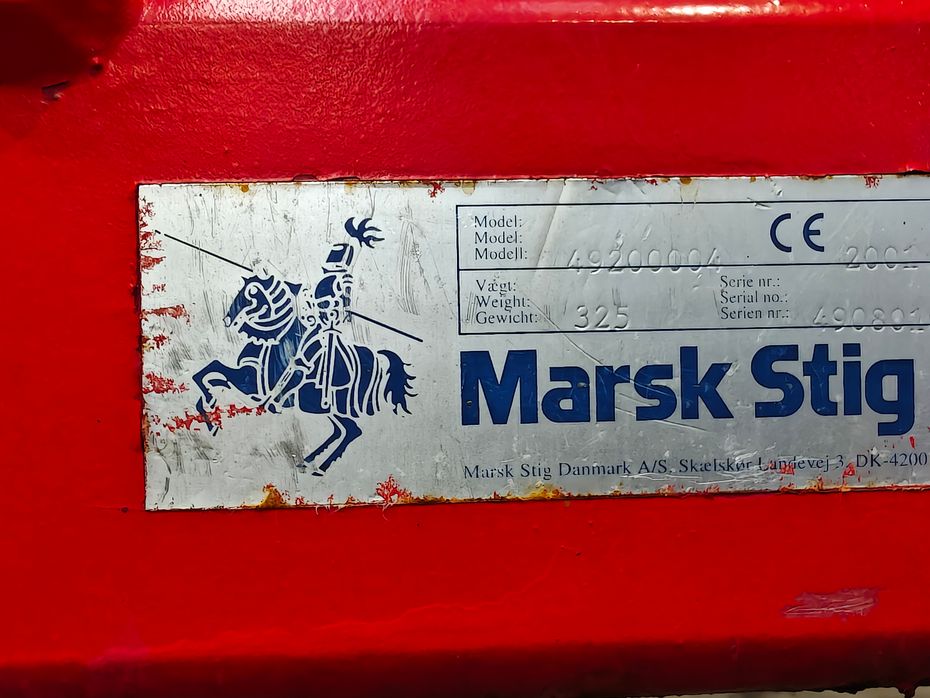 Model:
Model:
Modell: 49200004 CE 2001
Vægt: Serie nr.:
Weight: Serial no.:
Gewicht: 325 Serien nr.: 490801
Marsk Stig
Marsk Stig Danmark A/S, Skælskør Landevej 3, DK-4200